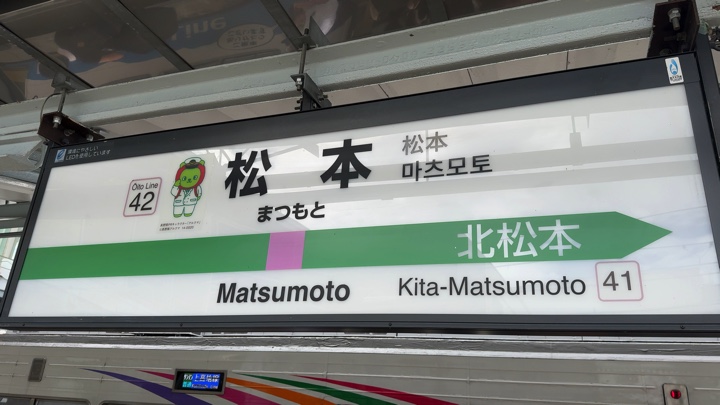 Ōito Line
42
松本
松本
마츠모토
まつもと
北松本
Matsumoto
Kita-Matsumoto
41